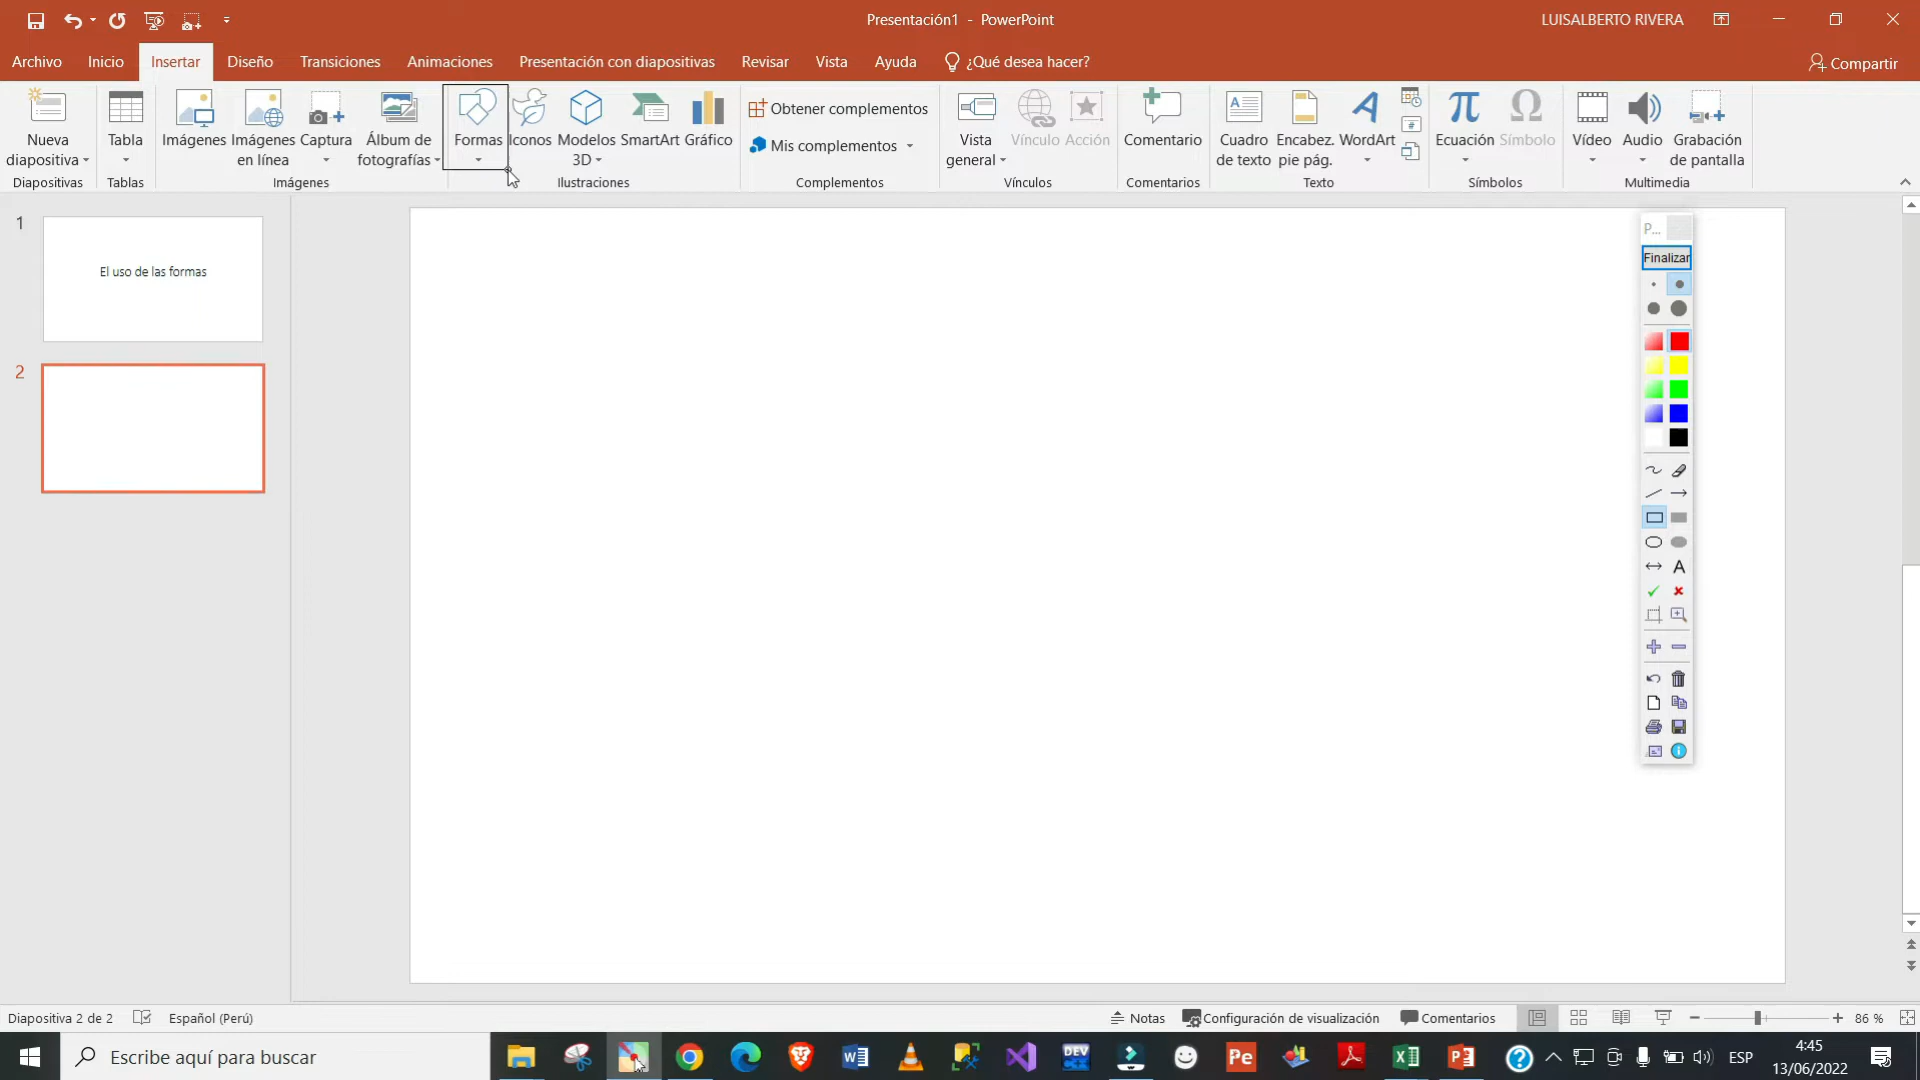 Presentación1 - PowerPoint
LUISALBERTO RIVERA
Archivo Inicio Insertar Diseño Transiciones Animaciones Presentación con diapositivas Revisar Vista Ayuda ¿Qué desea hacer? Compartir
Nueva diapositiva
Tabla
Imágenes
Imágenes en línea
Captura
Álbum de fotografías
Formas
Iconos
Modelos 3D
SmartArt
Gráfico
Obtener complementos
Mis complementos
Vista general
Vínculo
Acción
Comentario
Cuadro de texto
Encabez. pie pág.
WordArt
Ecuación
Símbolo
Vídeo
Audio
Grabación de pantalla
Diapositivas Tablas Imágenes Ilustraciones Complementos Vínculos Comentarios Texto Símbolos Multimedia
1
El uso de las formas
2
P...
Finalizar
A
Diapositiva 2 de 2
Español (Perú)
Notas
Configuración de visualización
Comentarios
86 %
Escribe aquí para buscar
DEV
Pe
ESP
4:45
13/06/2022